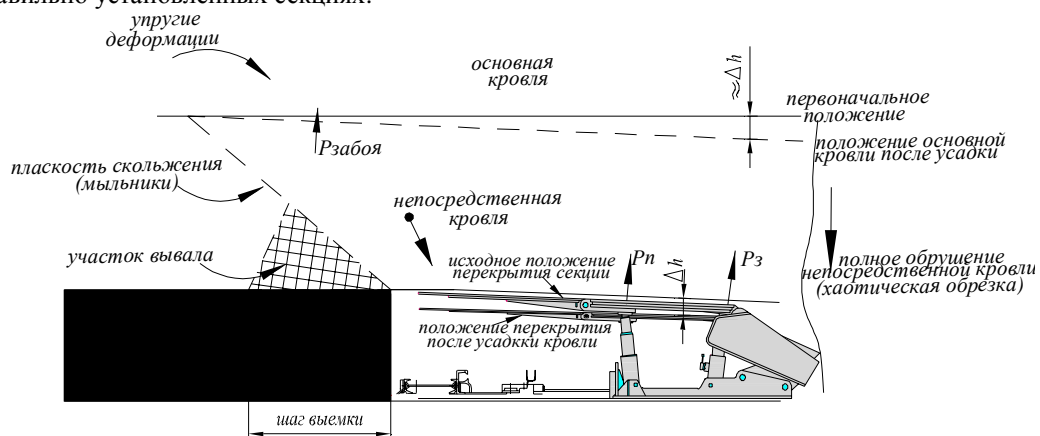 авильно установленных секциях.
упругие
деформации
основная
кровля
≈Δh
первоначальное
положение
Pзабоя
положение основной
кровли после усадки
пласкость скольжения
(мыльники)
непосредственная
кровля
участок вывала
исходное положение
перекрытия секции
Pп
Δh
Pз
полное обрушение
непосредственной кровли
(хаотическая обрезка)
положение перекрытия
после усадкки кровли
шаг выемки